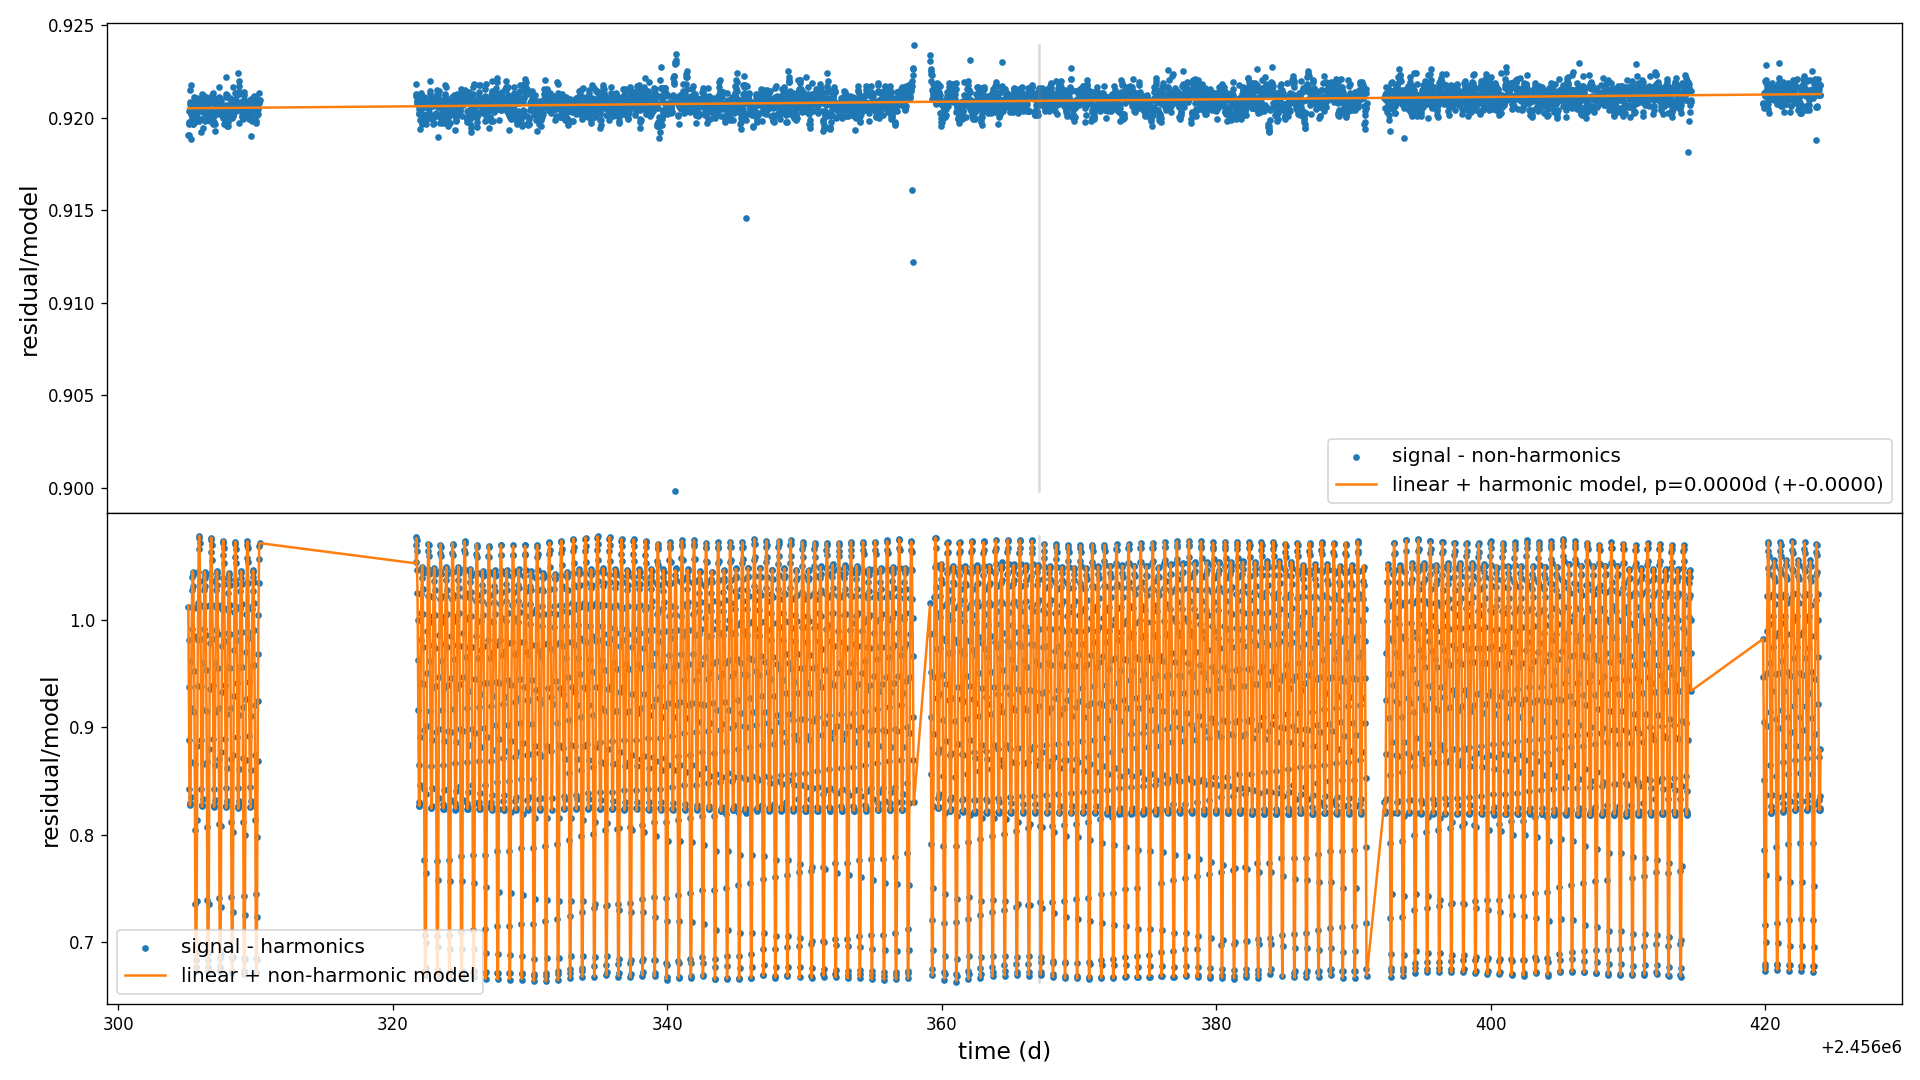 0.925
0.920
0.915
0.910
0.905
0.900
residual/model
signal - non-harmonics
linear + harmonic model, p=0.0000d (+-0.0000)
1.0
0.9
0.8
0.7
residual/model
signal - harmonics
linear + non-harmonic model
300
320
340
360
380
400
420
time (d)
+2.456e6